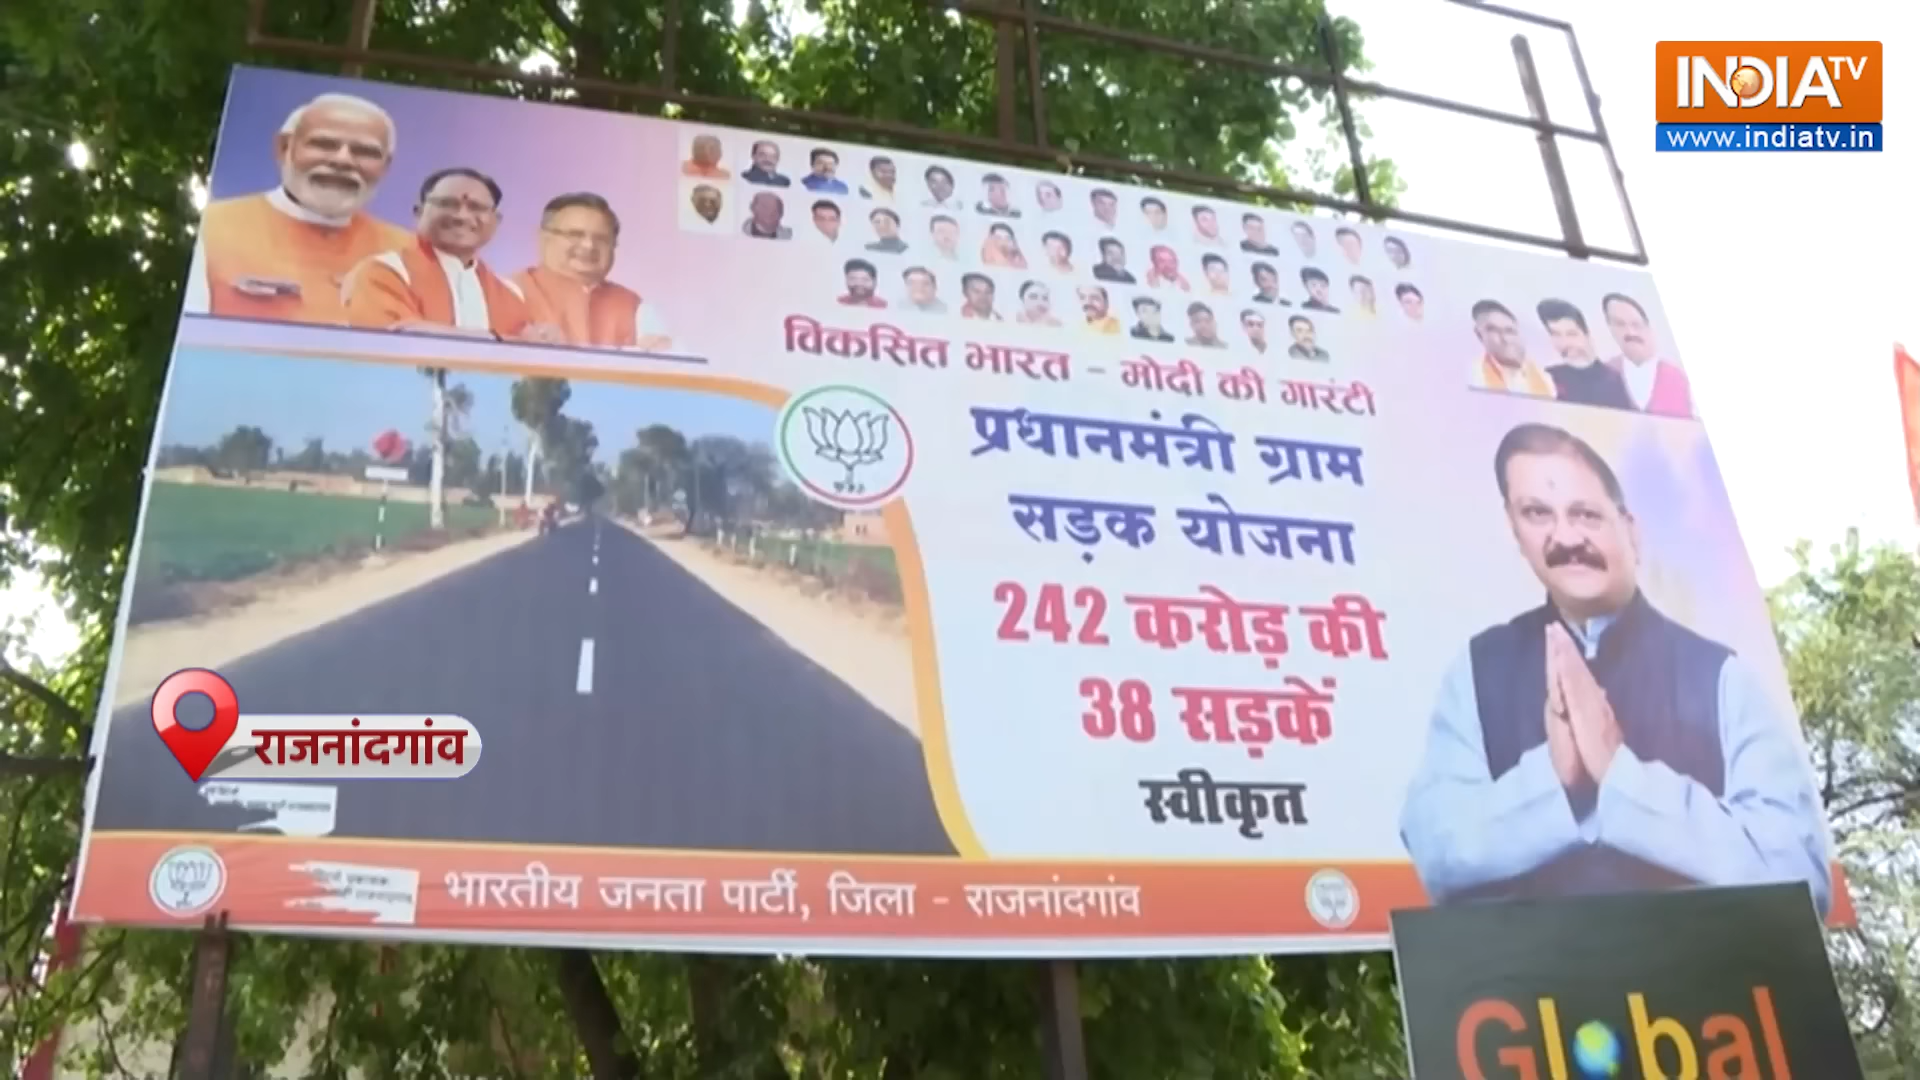 INDIA TV
www.indiatv.in
विकसित भारत - मोदी की गारंटी
प्रधानमंत्री ग्राम
सड़क योजना
242 करोड़ की
38 सड़कें
स्वीकृत
राजनांदगांव
भारतीय जनता पार्टी, जिला - राजनांदगांव
Global